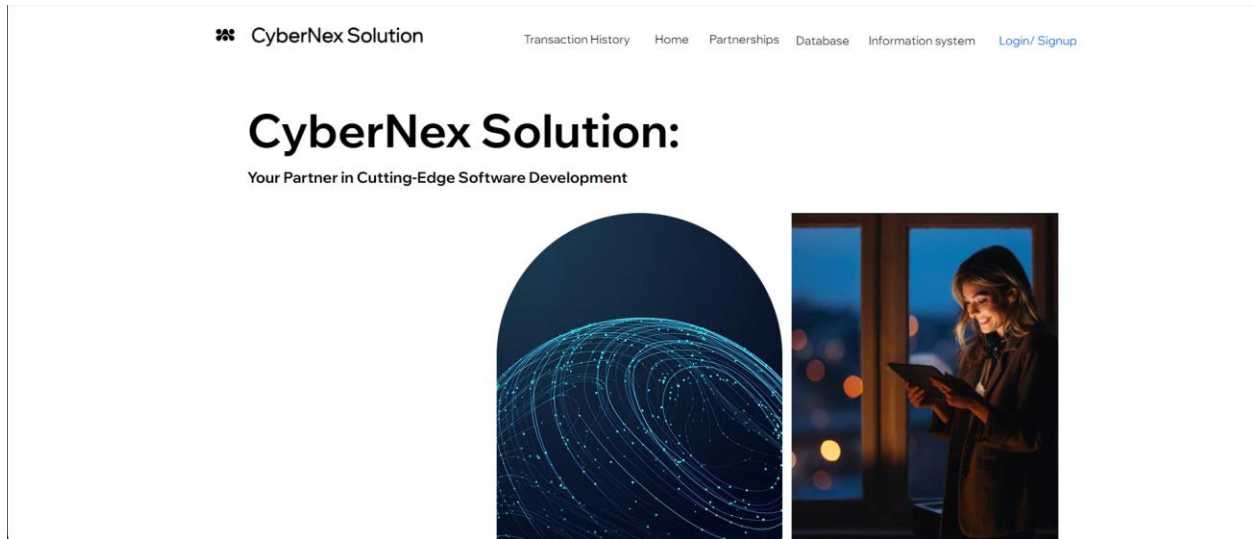 CyberNex Solution
Transaction History Home Partnerships Database Information system Login/ Signup
CyberNex Solution:
Your Partner in Cutting-Edge Software Development